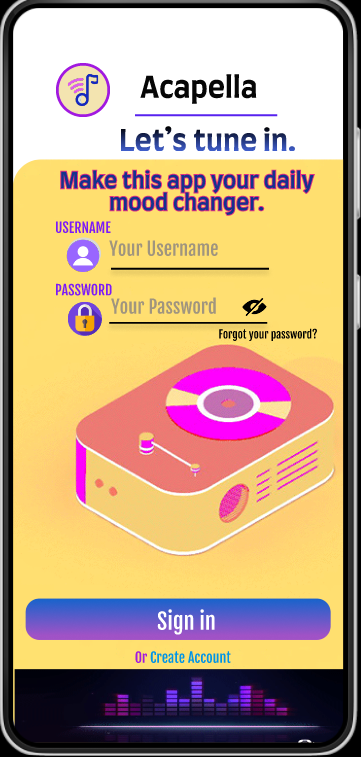 Acapella
Let's tune in.
Make this app your daily
mood changer.
USERNAME
Your Username
PASSWORD
Your Password
Forgot your password?
Sign in
Or Create Account